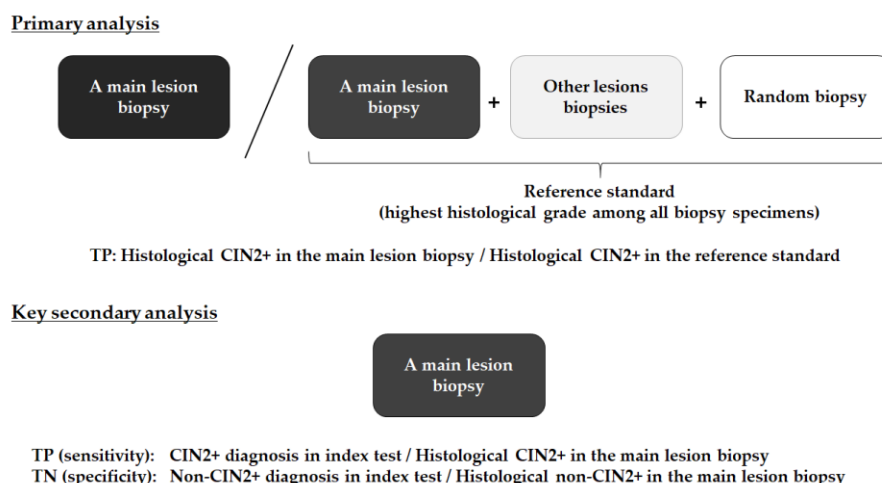 Primary analysis
A main lesion
biopsy
A main lesion
biopsy
+
Other lesions
biopsies
+
Random biopsy
Reference standard
(highest histological grade among all biopsy specimens)
TP: Histological CIN2+ in the main lesion biopsy / Histological CIN2+ in the reference standard
Key secondary analysis
A main lesion
biopsy
TP (sensitivity): CIN2+ diagnosis in index test / Histological CIN2+ in the main lesion biopsy
TN (specificity): Non-CIN2+ diagnosis in index test / Histological non-CIN2+ in the main lesion biopsy